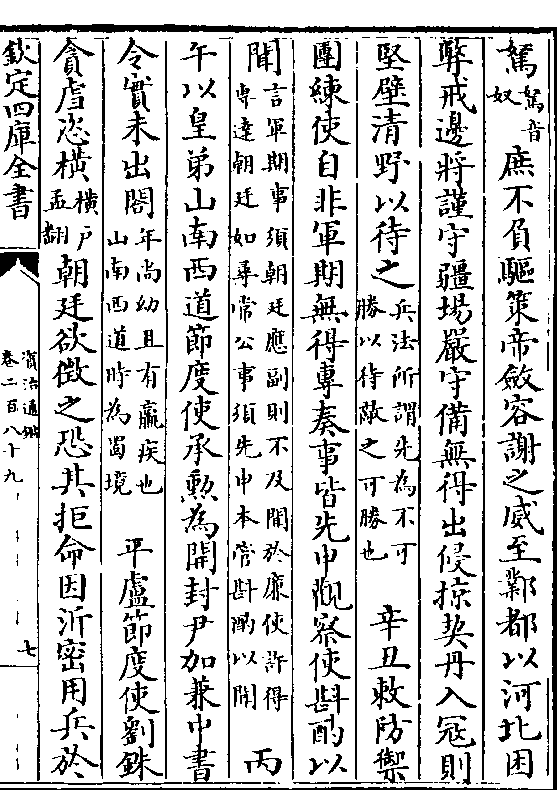 駑駑音奴庶不負驅策帝斂容謝之威至鄴都以河北困
弊戒邊將謹守疆埸嚴守備無得出侵掠契丹入寇則
堅壁清野以待之兵法所謂先為不可勝以待敵之可勝也辛丑敕防禦
團練使自非軍期無得專奏事皆先申觀察使斟酌以
聞言軍期事須朝廷應副則不及聞於廉使許得專達朝廷如尋常公事須先申本管斟酌以聞丙
午以皇弟山南西道節度使承勲為開封尹加兼中書
令實未出閤年尚幼且有羸疾也山南西道時為蜀境平盧節度使劉銖
貪虐恣橫橫戶孟翻朝廷欲徵之恐其拒命因沂密用兵於
欽定四庫全書
資治通鑑
卷二百八十九
七